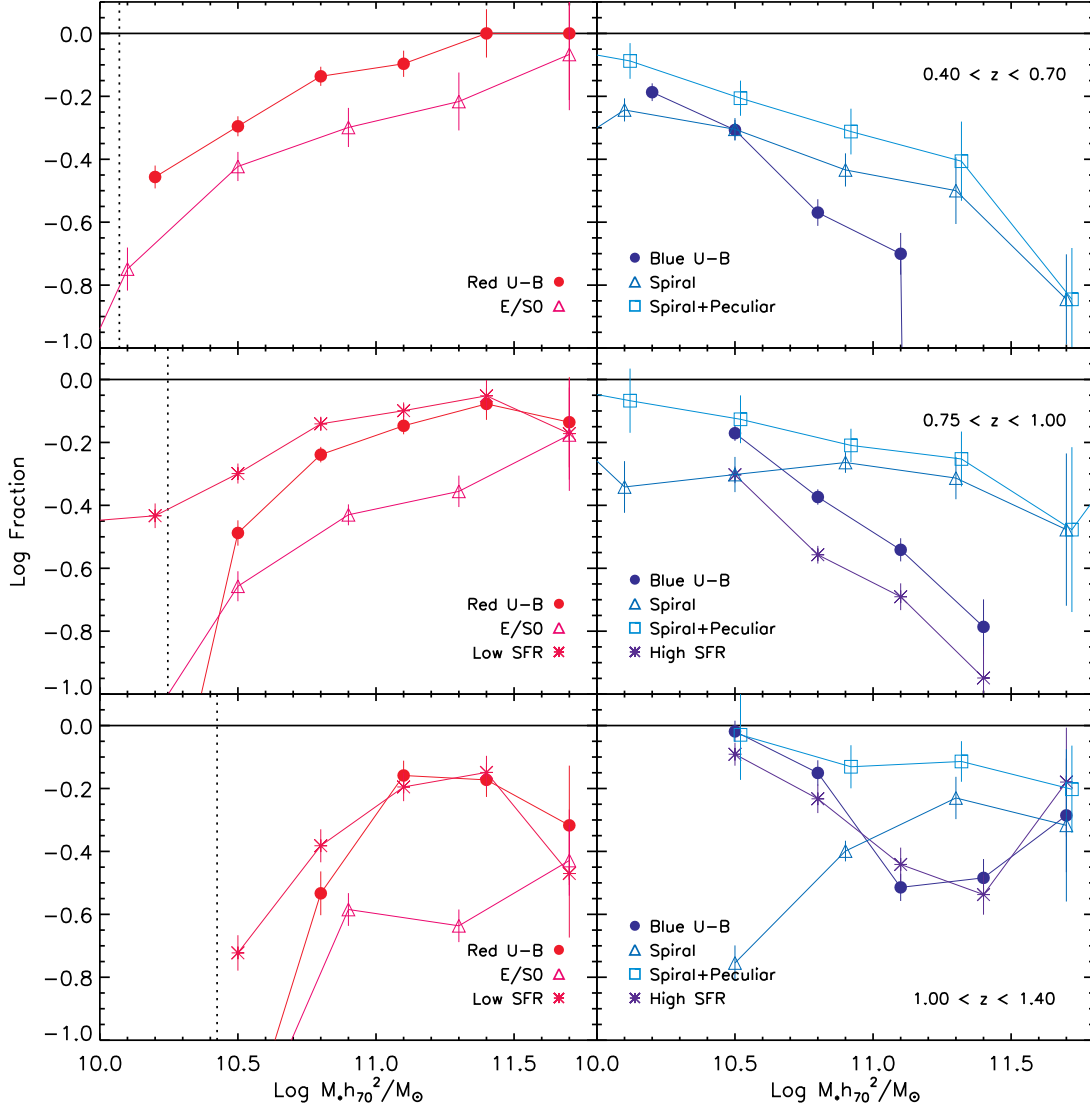 0.0
−0.2
−0.4
−0.6
−0.8
−1.0
Red U−B
E/S0
0.40 < z < 0.70
Blue U−B
Spiral
Spiral+Peculiar
0.0
−0.2
−0.4
−0.6
−0.8
−1.0
Log Fraction
Red U−B
E/S0
Low SFR
0.75 < z < 1.00
Blue U−B
Spiral
Spiral+Peculiar
High SFR
0.0
−0.2
−0.4
−0.6
−0.8
−1.0
Red U−B
E/S0
Low SFR
Blue U−B
Spiral
Spiral+Peculiar
High SFR
1.00 < z < 1.40
10.0 10.5 11.0 11.5 10.0 10.5 11.0 11.5
Log M⁎h₇₀²/M⊙ Log M⁎h₇₀²/M⊙